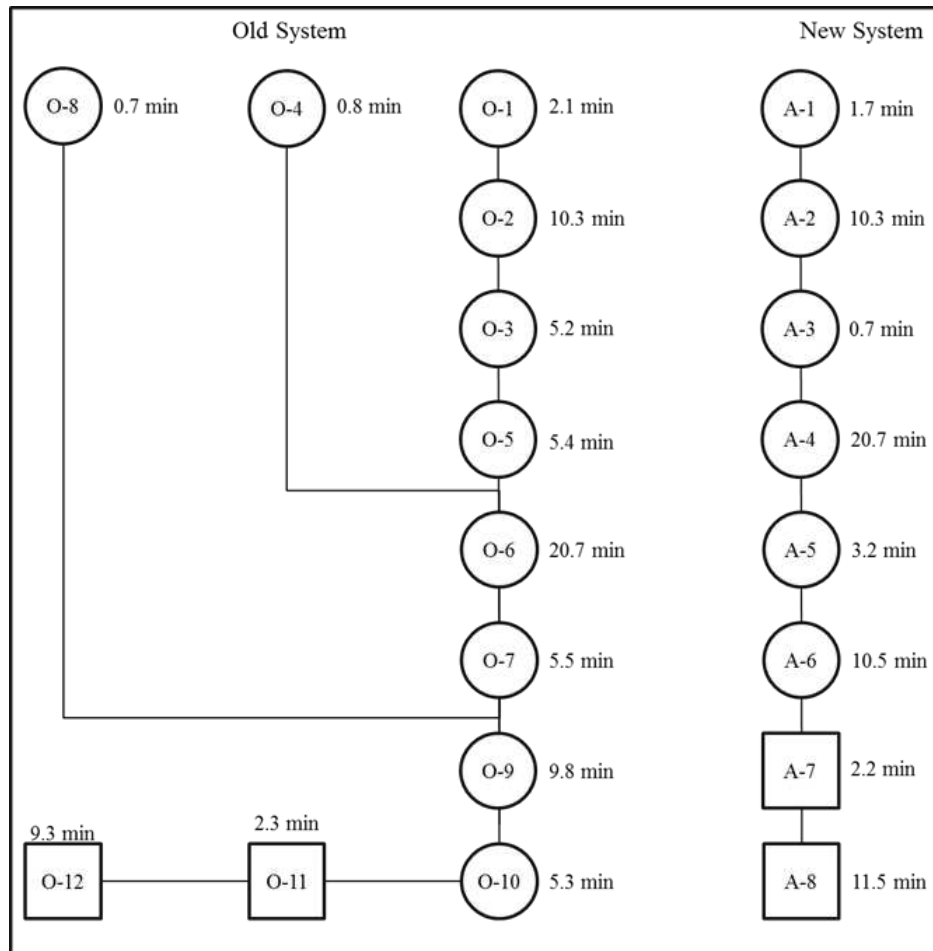 Old System
New System
O-8 0.7 min
O-4 0.8 min
O-1 2.1 min
A-1 1.7 min
O-2 10.3 min
A-2 10.3 min
O-3 5.2 min
A-3 0.7 min
O-5 5.4 min
A-4 20.7 min
O-6 20.7 min
A-5 3.2 min
O-7 5.5 min
A-6 10.5 min
O-9 9.8 min
A-7 2.2 min
9.3 min
2.3 min
O-12
O-11
O-10 5.3 min
A-8 11.5 min